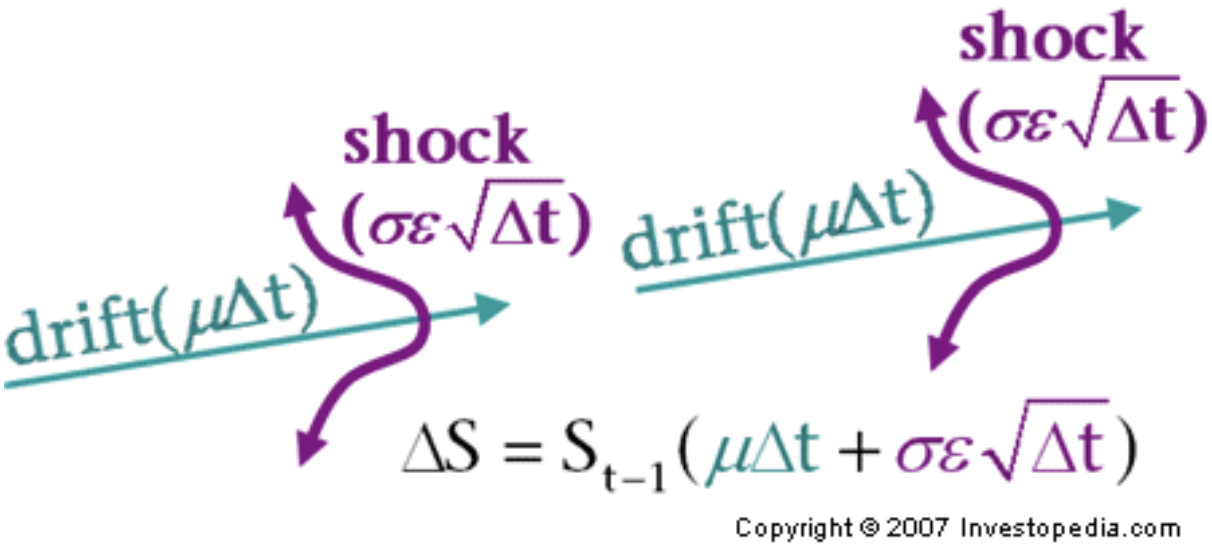 shock
(σε√Δt)
drift(μΔt)
shock
(σε√Δt)
drift(μΔt)
ΔS = S_{t−1}(μΔt + σε√Δt)
Copyright © 2007 Investopedia.com